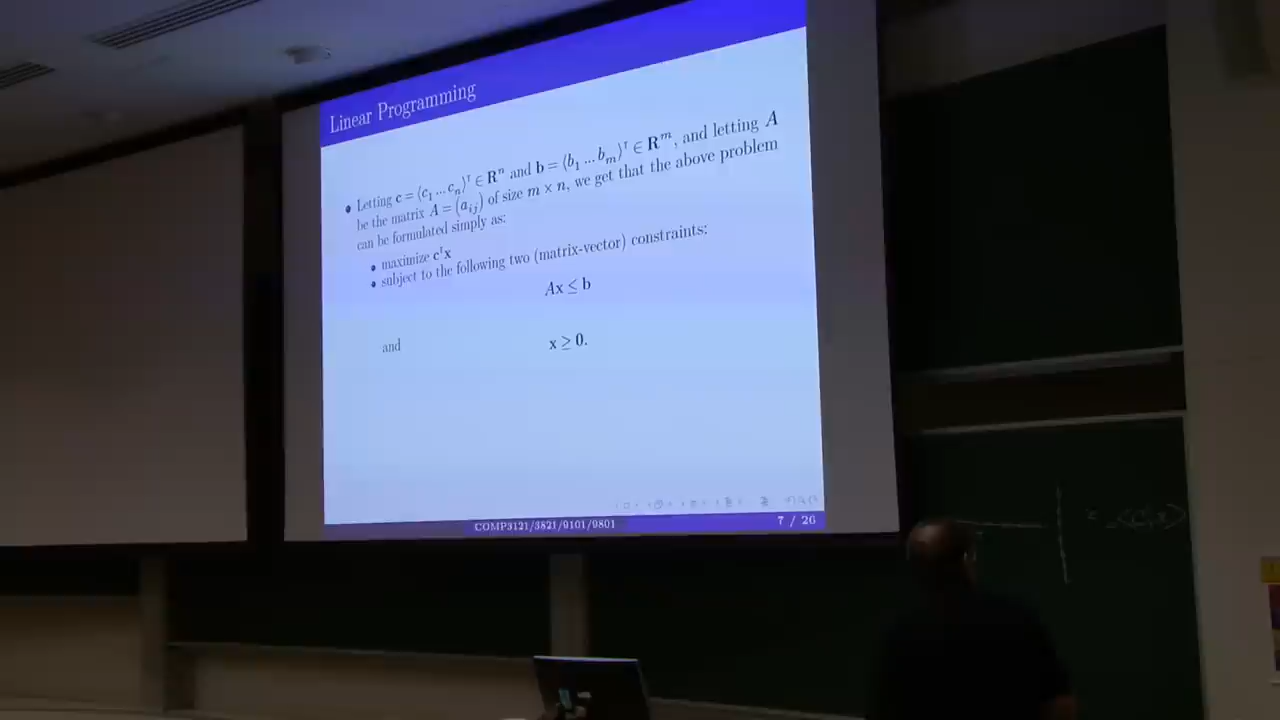 Linear Programming
• Letting c = ⟨c₁ ... cₙ⟩ᵀ ∈ Rⁿ and b = ⟨b₁ ... bₘ⟩ᵀ ∈ Rᵐ, and letting A
be the matrix A = (aᵢⱼ) of size m × n, we get that the above problem
can be formulated simply as:
• maximize cᵀx
• subject to the following two (matrix-vector) constraints:
Ax ≤ b
and
x ≥ 0.
COMP3121/3821/9101/9801
7 / 26